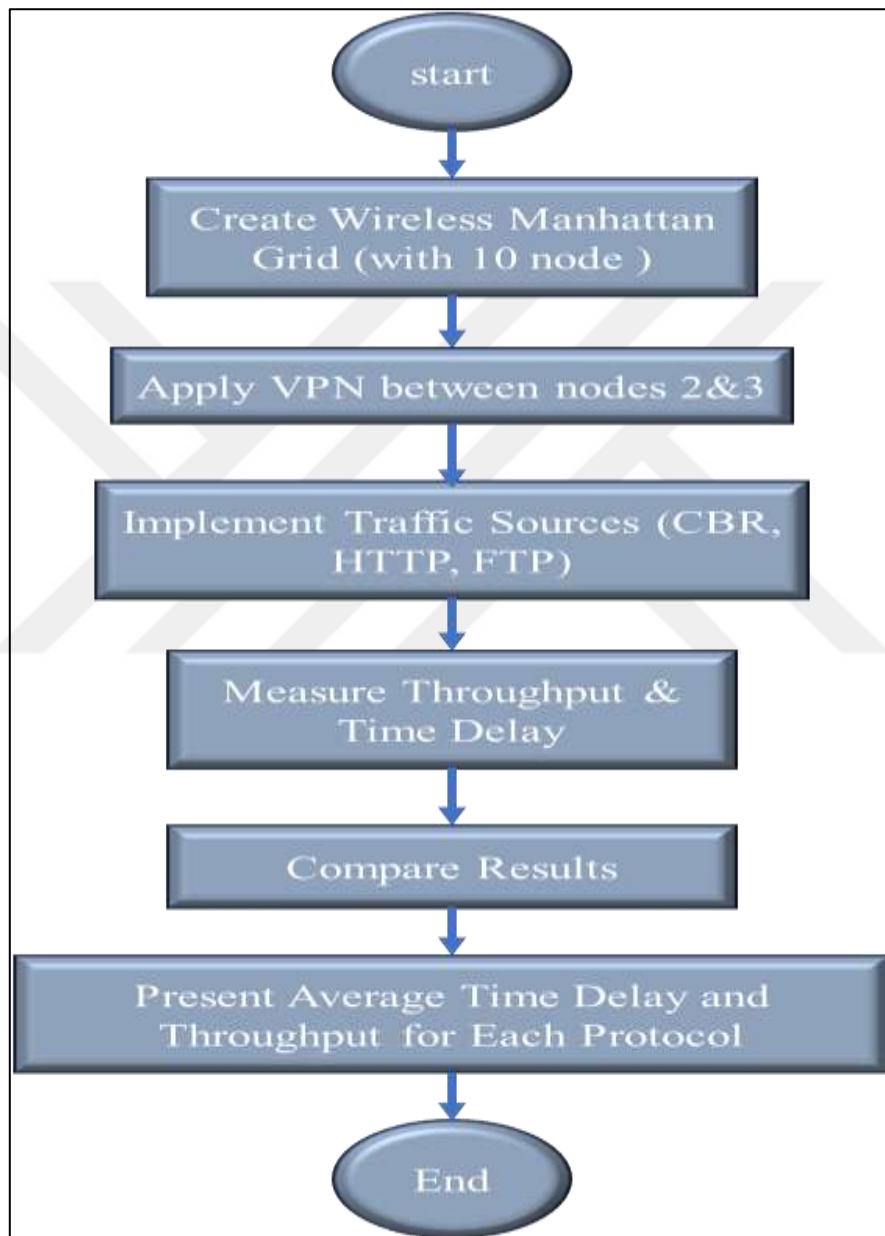 start
Create Wireless Manhattan
Grid (with 10 node )
Apply VPN between nodes 2&3
Implement Traffic Sources (CBR,
HTTP, FTP)
Measure Throughput &
Time Delay
Compare Results
Present Average Time Delay and
Throughput for Each Protocol
End